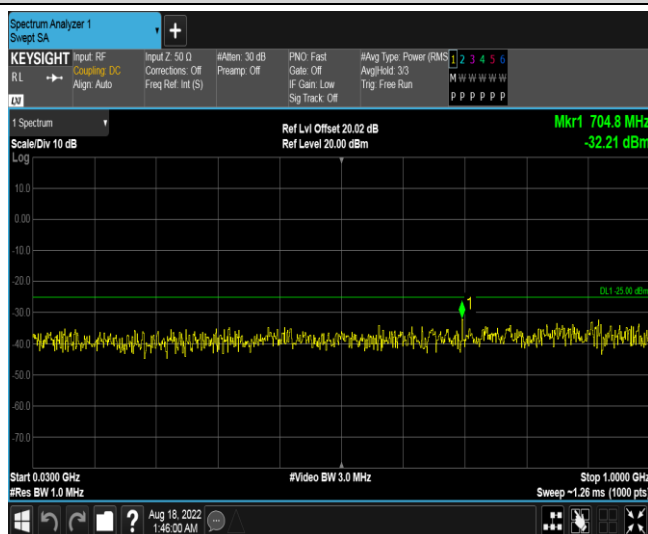 Spectrum Analyzer 1
Swept SA
+
KEYSIGHT
RL
LXI
Input: RF
Coupling: DC
Align: Auto
Input Z: 50 Ω
Corrections: Off
Freq Ref: Int (S)
#Atten: 30 dB
Preamp: Off
PNO: Fast
Gate: Off
IF Gain: Low
Sig Track: Off
#Avg Type: Power (RMS
Avg|Hold: 3/3
Trig: Free Run
1 2 3 4 5 6
M W W W W W
P P P P P P
1 Spectrum
Scale/Div 10 dB
Log
Ref Lvl Offset 20.02 dB
Ref Level 20.00 dBm
Mkr1 704.8 MHz
-32.21 dBm
10.0
0.00
-10.0
-20.0
DL1 -25.00 dBm
1
-30.0
-40.0
-50.0
-60.0
-70.0
Start 0.0300 GHz
#Res BW 1.0 MHz
#Video BW 3.0 MHz
Stop 1.0000 GHz
Sweep ~1.26 ms (1000 pts)
?
Aug 18, 2022
1:46:00 AM